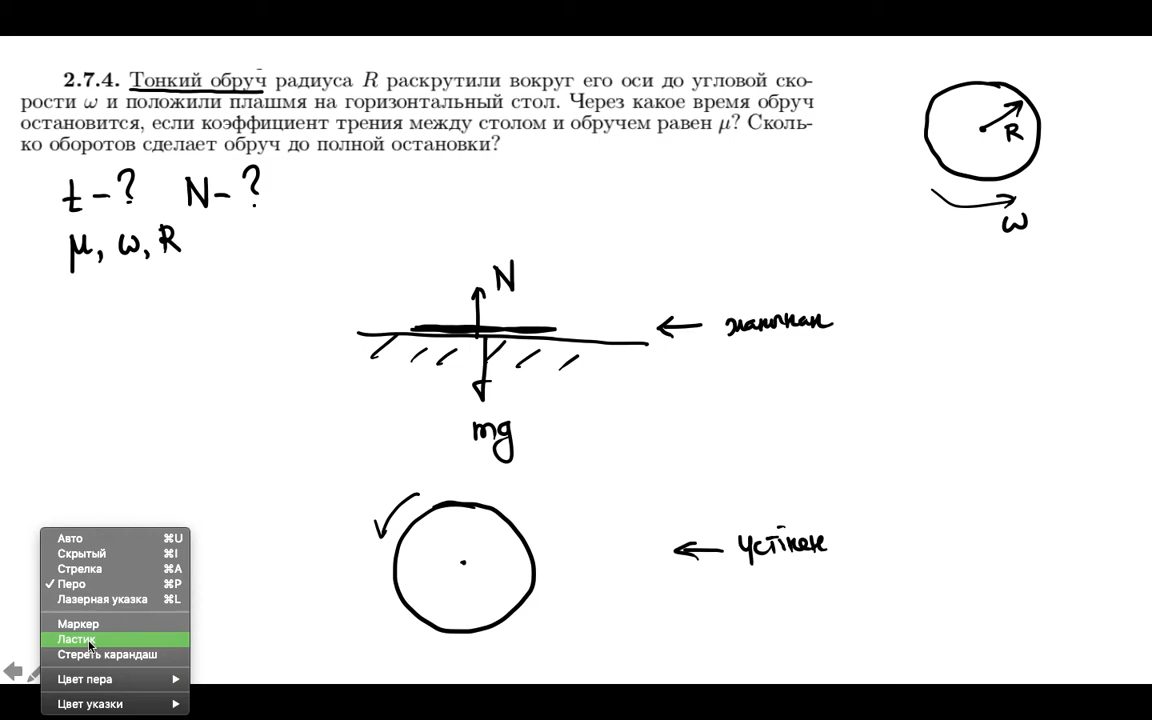 2.7.4. Тонкий обруч радиуса R раскрутили вокруг его оси до угловой ско-
рости ω и положили плашмя на горизонтальный стол. Через какое время обруч
остановится, если коэффициент трения между столом и обручем равен μ? Сколь-
ко оборотов сделает обруч до полной остановки?
t - ? N - ?
μ, ω, R
R
ω
N
жанынан
mg
үстінен
Авто ⌘U
Скрытый ⌘I
Стрелка ⌘A
✓ Перо ⌘P
Лазерная указка ⌘L
Маркер
Ластик
Стереть карандаш
Цвет пера
Цвет указки